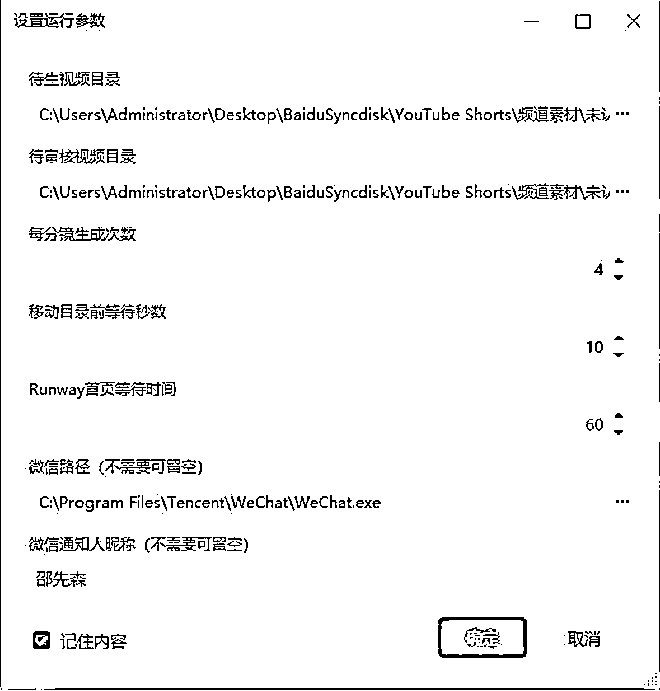 设置运行参数
待生视频目录
C:\Users\Administrator\Desktop\BaiduSyncdisk\YouTube Shorts\频道素材\未 ...
待审核视频目录
C:\Users\Administrator\Desktop\BaiduSyncdisk\YouTube Shorts\频道素材\未 ...
每分镜生成次数
4
移动目录前等待秒数
10
Runway首页等待时间
60
微信路径（不需要可留空）
C:\Program Files\Tencent\WeChat\WeChat.exe ...
微信通知人昵称（不需要可留空）
邵先森
记住内容
确定 取消